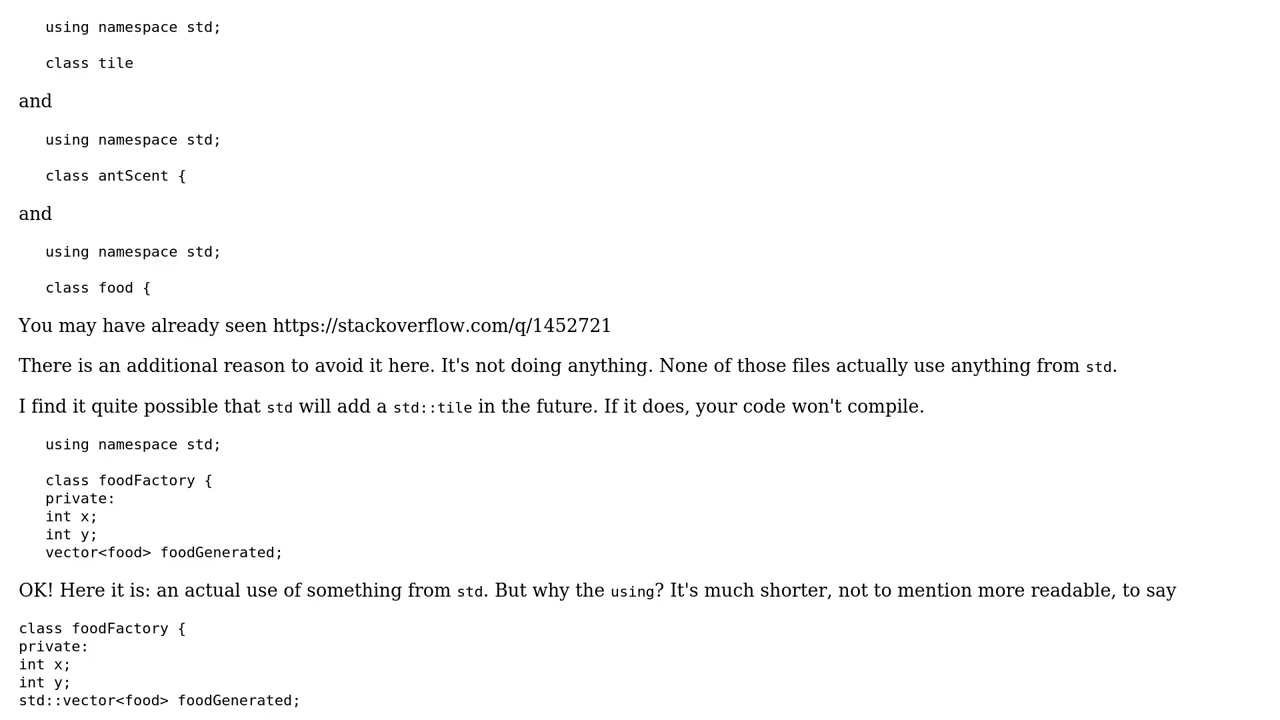 using namespace std;
class tile
and
using namespace std;
class antScent {
and
using namespace std;
class food {
You may have already seen https://stackoverflow.com/q/1452721
There is an additional reason to avoid it here. It's not doing anything. None of those files actually use anything from std.
I find it quite possible that std will add a std::tile in the future. If it does, your code won't compile.
using namespace std;
class foodFactory {
private:
int x;
int y;
vector<food> foodGenerated;
OK! Here it is: an actual use of something from std. But why the using? It's much shorter, not to mention more readable, to say
class foodFactory {
private:
int x;
int y;
std::vector<food> foodGenerated;